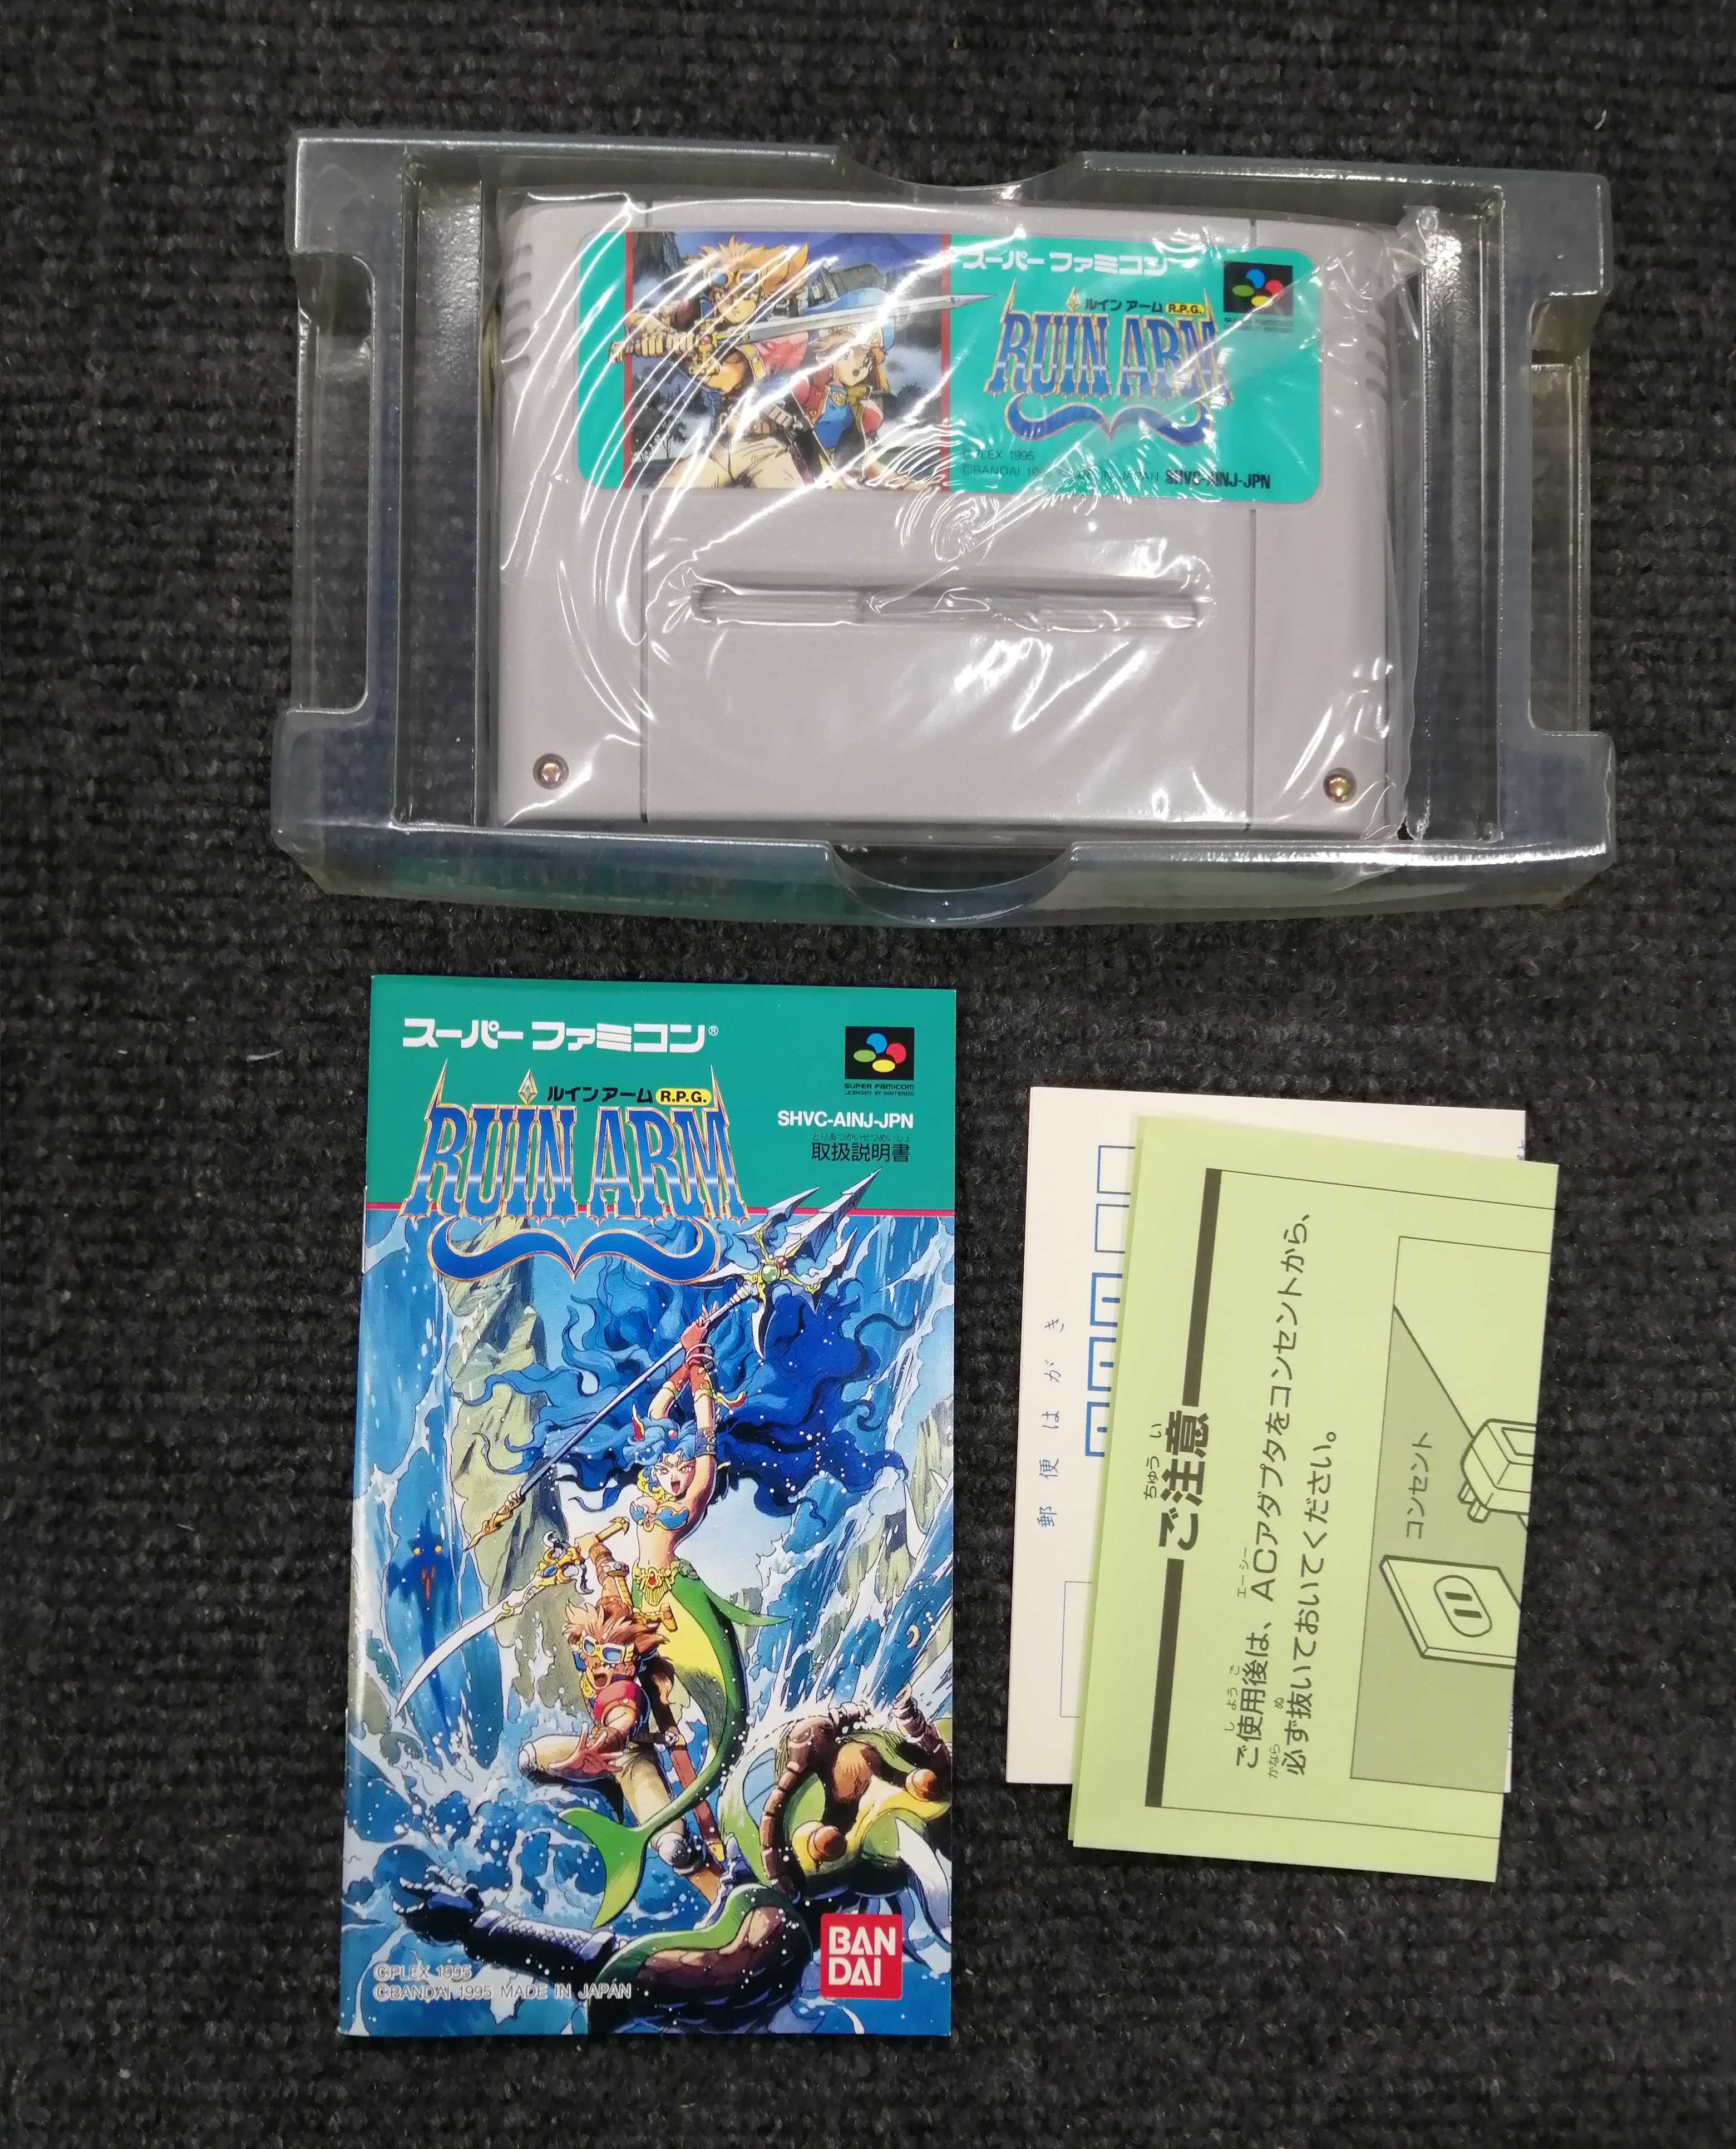 スーパーファミコン
ルインアーム R.P.G.
RUIN ARM
©PLEX 1995
©BANDAI
JAPAN SHVC-AINJ-JPN
スーパーファミコン®
SUPER FAMICOM
LICENSED BY NINTENDO
ルインアーム R.P.G.
RUIN ARM
SHVC-AINJ-JPN
とりあつかいせつめいしょ
取扱説明書
BAN
DAI
©PLEX 1995
©BANDAI 1995 MADE IN JAPAN
郵便はがき
ちゅうい
ご注意
しようご エーシー
ご使用後は、ACアダプタをコンセントから、
かなら ぬ
必ず抜いておいてください。
コンセント